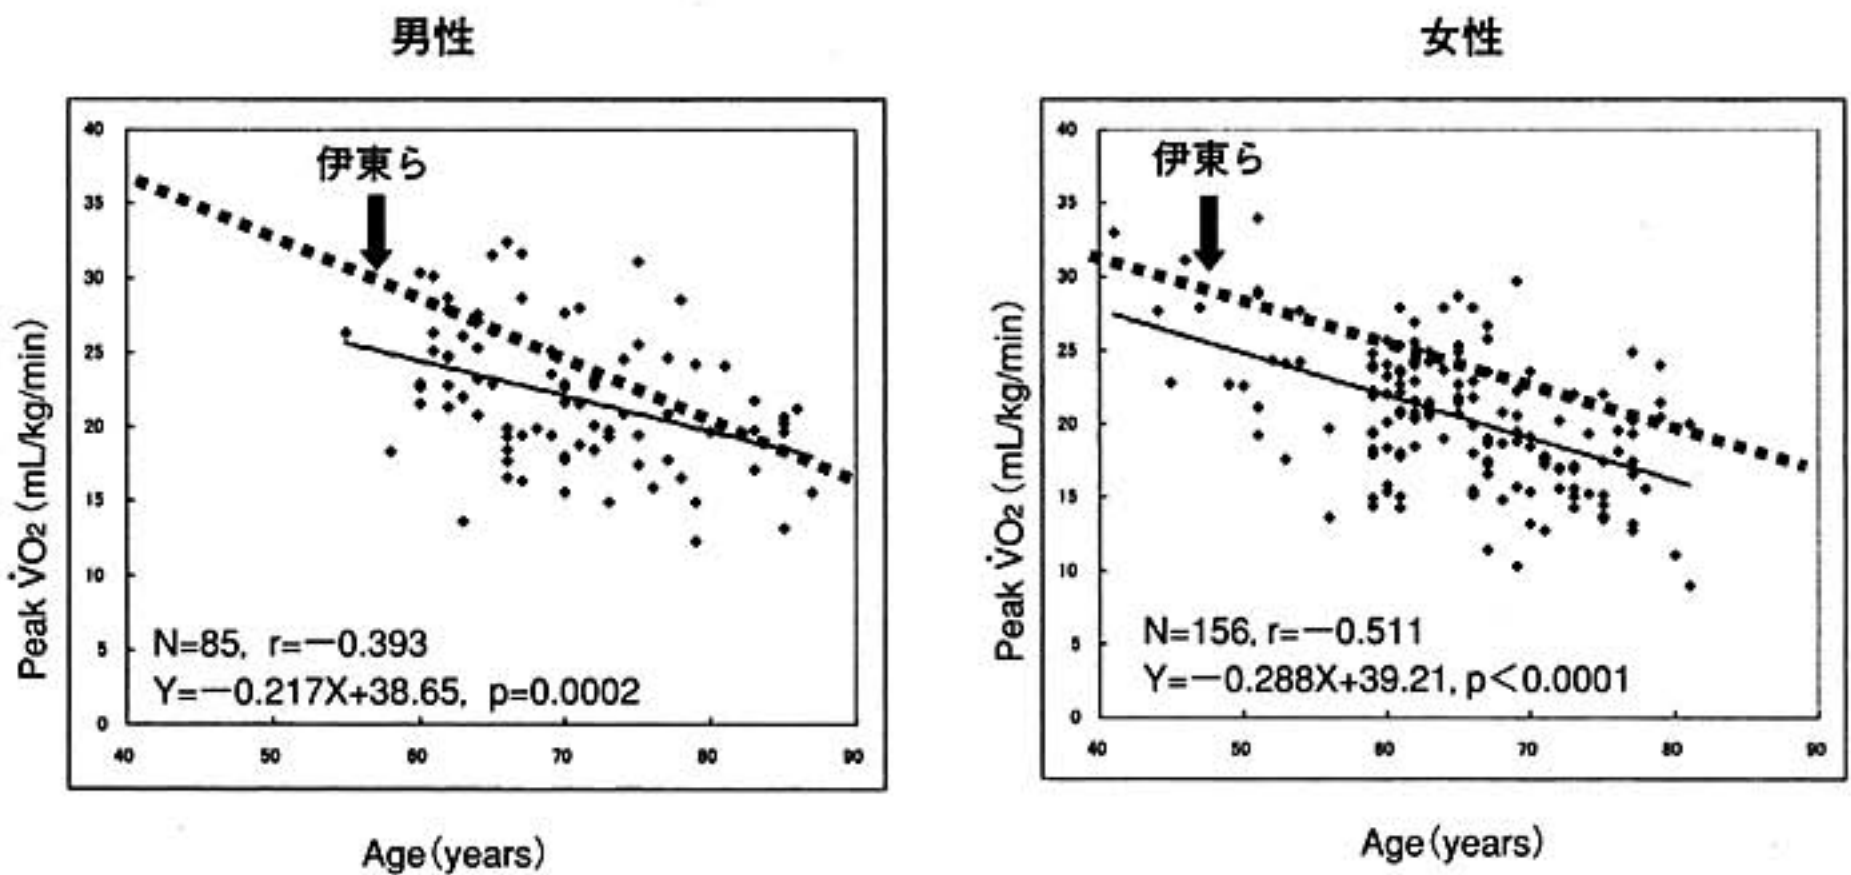 男性
40
伊東ら
35
30
25
20
15
10
5
0
N=85, r=－0.393
Y=－0.217X+38.65, p=0.0002
40 50 60 70 80 90
Peak V̇O2 (mL/kg/min)
Age(years)
女性
40
伊東ら
35
30
25
20
15
10
5
0
N=156, r=－0.511
Y=－0.288X+39.21, p＜0.0001
40 50 60 70 80 90
Peak V̇O2 (mL/kg/min)
Age(years)